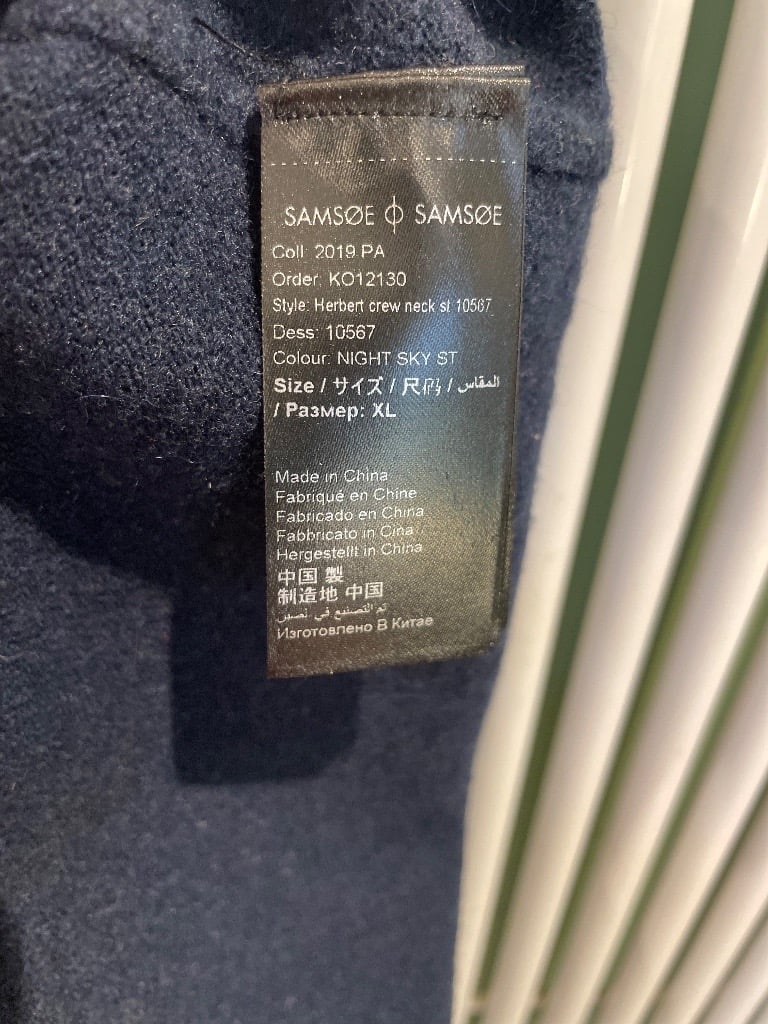 SAMSØE ϕ SAMSØE
Coll: 2019 PA
Order: KO12130
Style: Herbert crew neck st 10567
Dess: 10567
Colour: NIGHT SKY ST
Size / サイズ / 尺码 / المقاس
/ Размер: XL
Made in China
Fabriqué en Chine
Fabricado en China
Fabbricato in Cina
Hergestellt in China
中国 製
制造地 中国
تم التصنيع في
Изготовлено В Китае